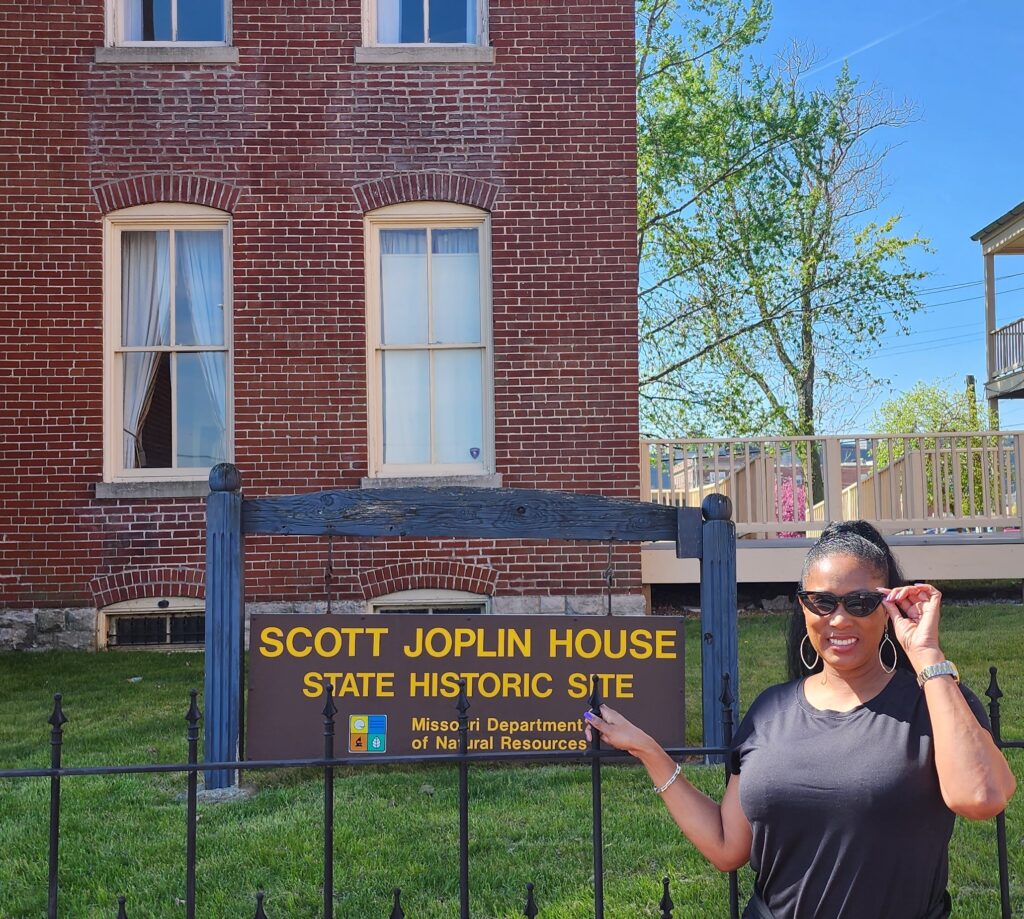 SCOTT JOPLIN HOUSE
STATE HISTORIC SITE
Missouri Department
of Natural Resources